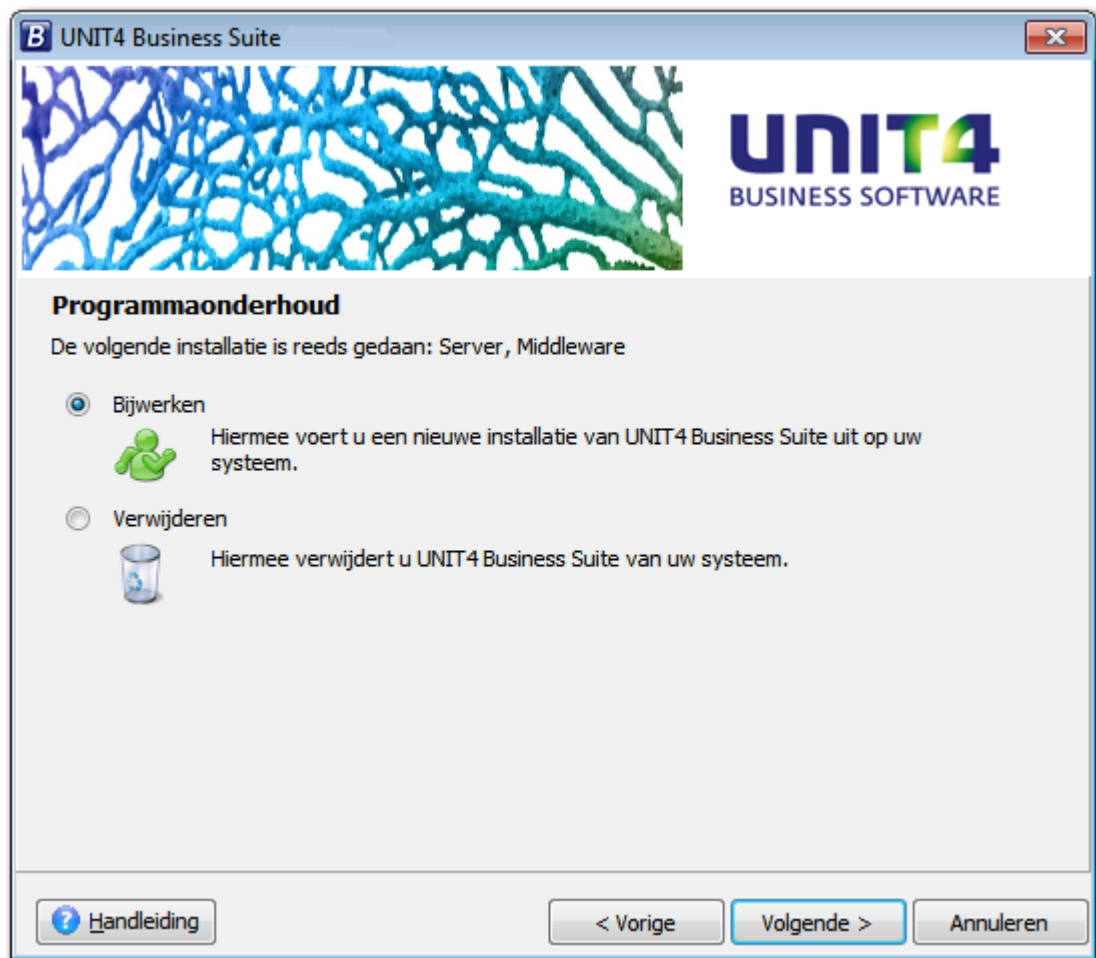 UNIT4 Business Suite
UNIT4
BUSINESS SOFTWARE
Programmaonderhoud
De volgende installatie is reeds gedaan: Server, Middleware
Bijwerken
Hiermee voert u een nieuwe installatie van UNIT4 Business Suite uit op uw
systeem.
Verwijderen
Hiermee verwijdert u UNIT4 Business Suite van uw systeem.
Handleiding
< Vorige
Volgende >
Annuleren